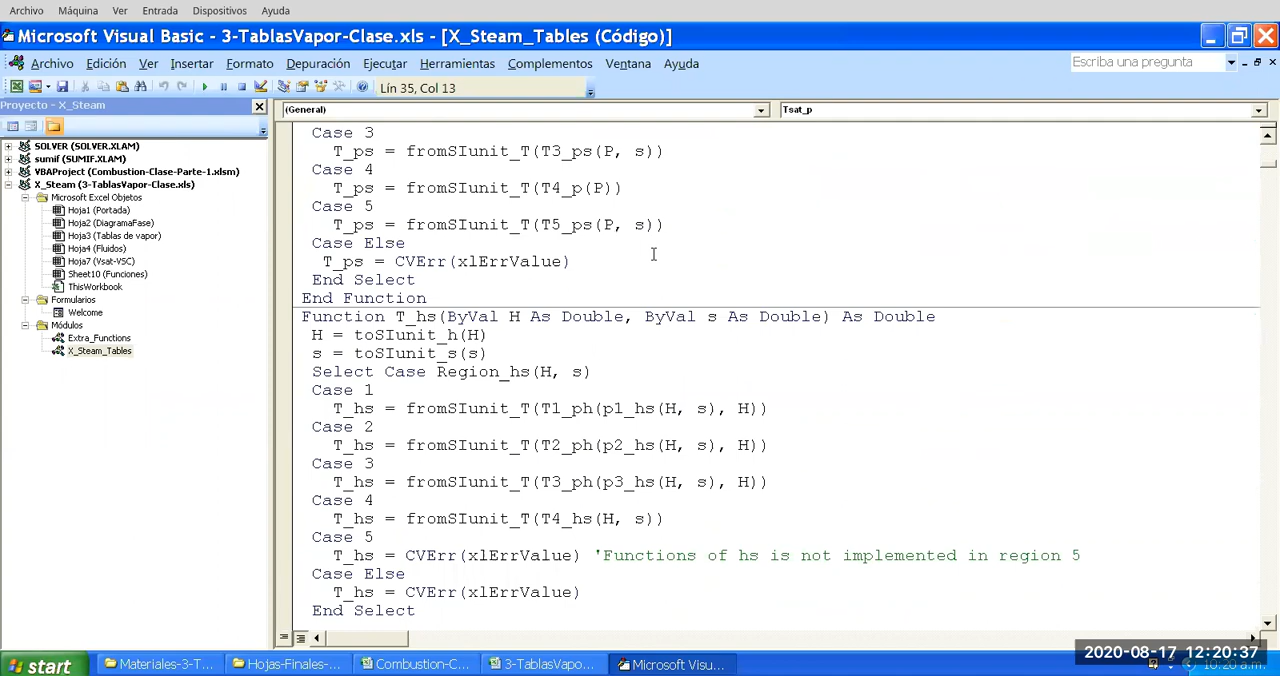 Archivo Máquina Ver Entrada Dispositivos Ayuda
Microsoft Visual Basic - 3-TablasVapor-Clase.xls - [X_Steam_Tables (Código)]
Archivo Edición Ver Insertar Formato Depuración Ejecutar Herramientas Complementos Ventana Ayuda
Escriba una pregunta
Lín 35, Col 13
Proyecto - X_Steam
SOLVER (SOLVER.XLAM)
sumif (SUMIF.XLAM)
VBAProject (Combustion-Clase-Parte-1.xlsm)
X_Steam (3-TablasVapor-Clase.xls)
Microsoft Excel Objetos
Hoja1 (Portada)
Hoja2 (DiagramaFase)
Hoja3 (Tablas de vapor)
Hoja4 (Fluidos)
Hoja7 (Vsat-VSC)
Sheet10 (Funciones)
ThisWorkbook
Formularios
Welcome
Módulos
Extra_Functions
X_Steam_Tables
(General)
Tsat_p
Case 3
T_ps = fromSIunit_T(T3_ps(P, s))
Case 4
T_ps = fromSIunit_T(T4_p(P))
Case 5
T_ps = fromSIunit_T(T5_ps(P, s))
Case Else
T_ps = CVErr(xlErrValue)
End Select
End Function
Function T_hs(ByVal H As Double, ByVal s As Double) As Double
H = toSIunit_h(H)
s = toSIunit_s(s)
Select Case Region_hs(H, s)
Case 1
T_hs = fromSIunit_T(T1_ph(p1_hs(H, s), H))
Case 2
T_hs = fromSIunit_T(T2_ph(p2_hs(H, s), H))
Case 3
T_hs = fromSIunit_T(T3_ph(p3_hs(H, s), H))
Case 4
T_hs = fromSIunit_T(T4_hs(H, s))
Case 5
T_hs = CVErr(xlErrValue) 'Functions of hs is not implemented in region 5
Case Else
T_hs = CVErr(xlErrValue)
End Select
start
Materiales-3-T...
Hojas-Finales-...
Combustion-C...
3-TablasVapo...
Microsoft Visu...
2020-08-17 12:20:37
10:20 a.m.